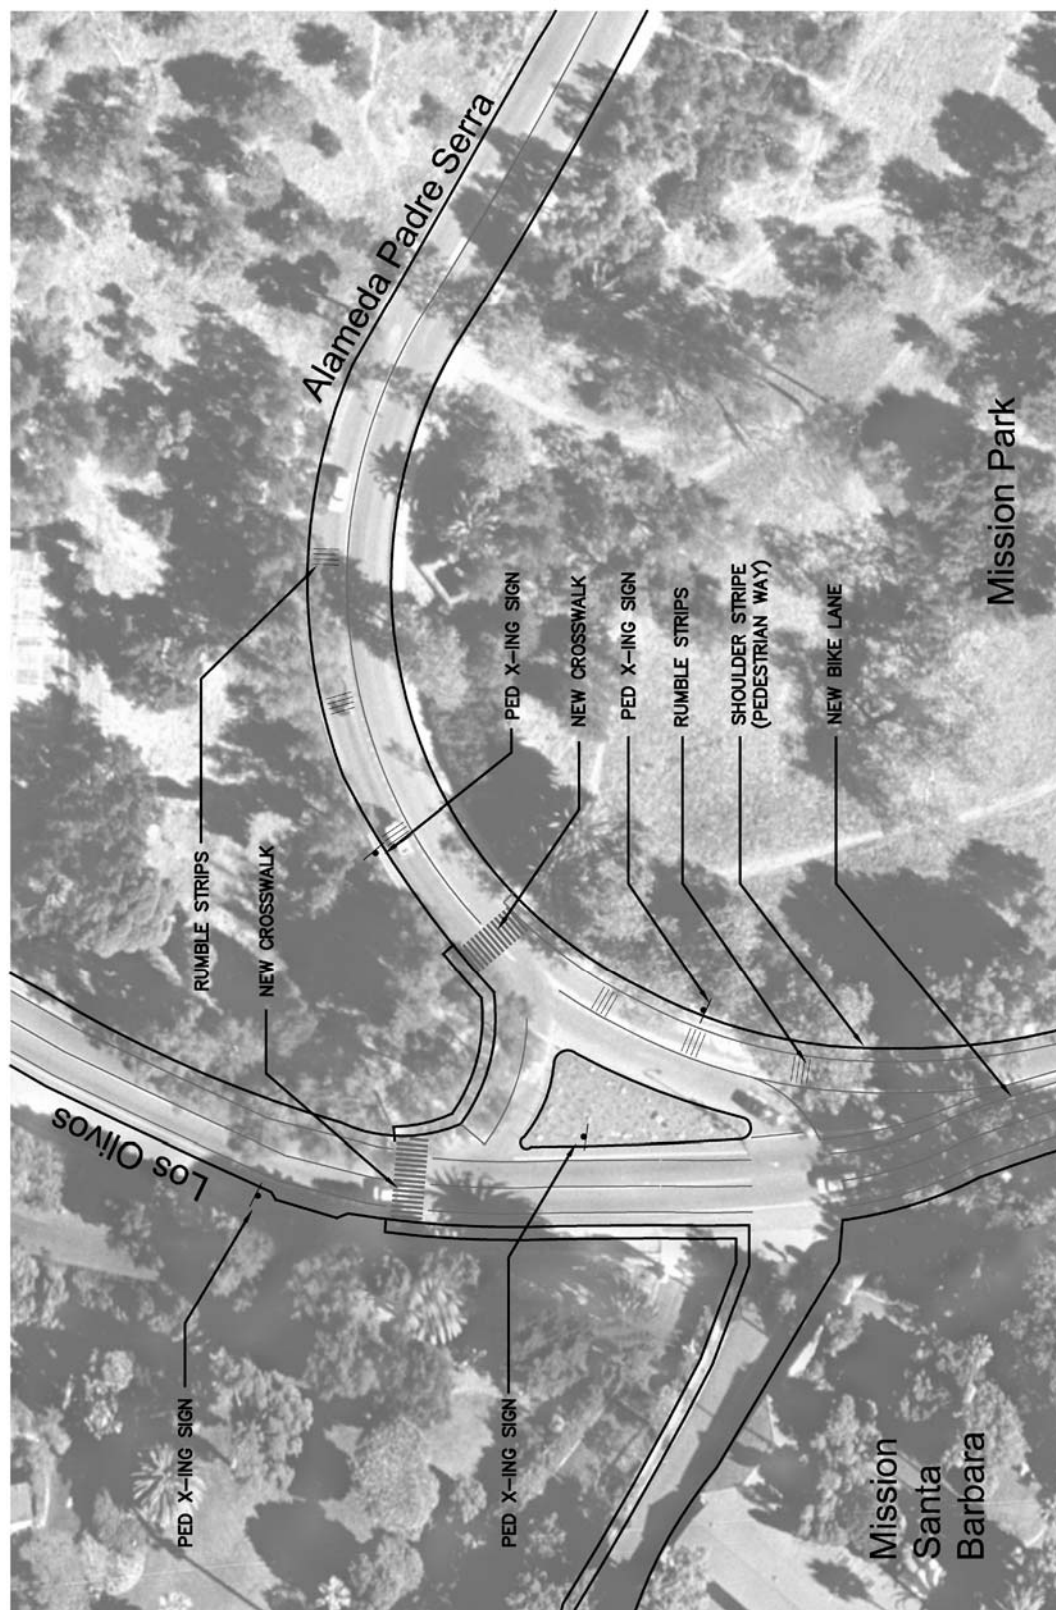 Alameda Padre Serra
Los Olivos
RUMBLE STRIPS
NEW CROSSWALK
PED X-ING SIGN
NEW CROSSWALK
PED X-ING SIGN
RUMBLE STRIPS
SHOULDER STRIPE
(PEDESTRIAN WAY)
NEW BIKE LANE
Mission Park
PED X-ING SIGN
PED X-ING SIGN
Mission
Santa
Barbara